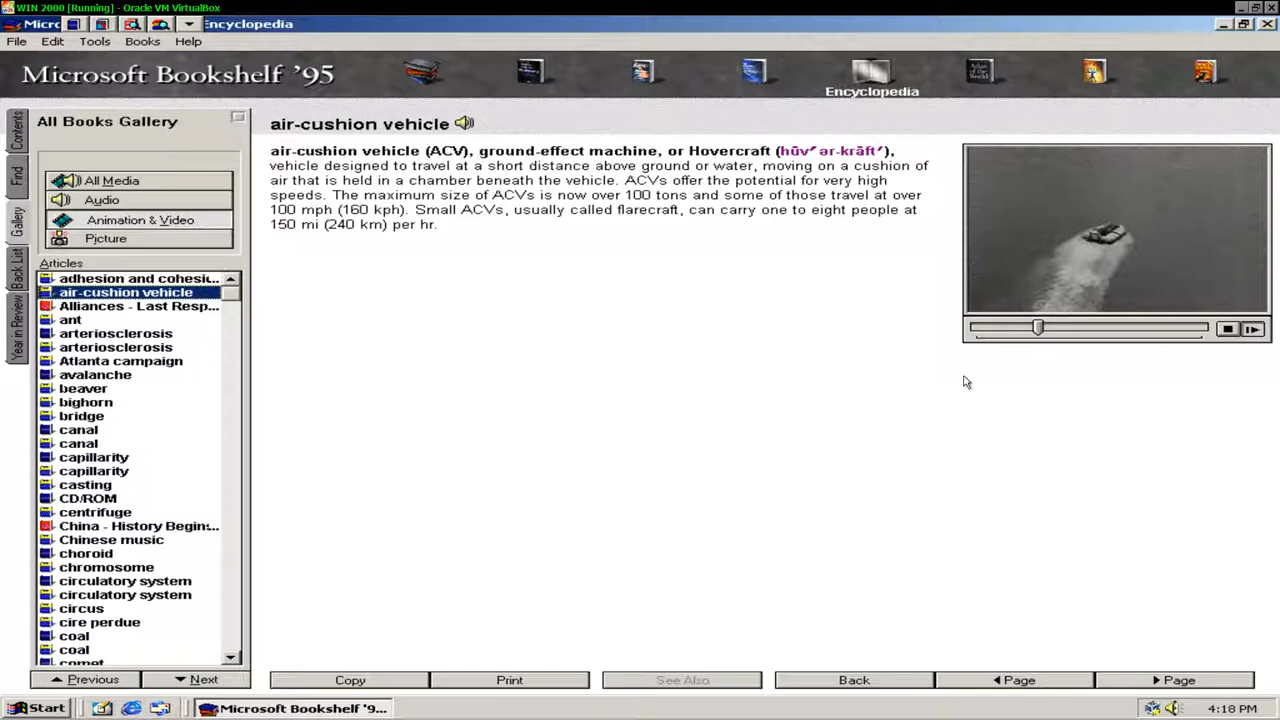 WIN 2000 [Running] - Oracle VM VirtualBox
Micro Encyclopedia
File Edit Tools Books Help
Microsoft Bookshelf '95
Encyclopedia
Contents
Find
Gallery
Back List
Year in Review
All Books Gallery
All Media
Audio
Animation & Video
Picture
Articles
adhesion and cohesi...
air-cushion vehicle
Alliances - Last Resp...
ant
arteriosclerosis
arteriosclerosis
Atlanta campaign
avalanche
beaver
bighorn
bridge
canal
canal
capillarity
capillarity
casting
CD/ROM
centrifuge
China - History Begin...
Chinese music
choroid
chromosome
circulatory system
circulatory system
circus
cire perdue
coal
coal
comet
Previous Next
air-cushion vehicle
air-cushion vehicle (ACV), ground-effect machine, or Hovercraft (hŭv′ər-krăft′),
vehicle designed to travel at a short distance above ground or water, moving on a cushion of
air that is held in a chamber beneath the vehicle. ACVs offer the potential for very high
speeds. The maximum size of ACVs is now over 100 tons and some of those travel at over
100 mph (160 kph). Small ACVs, usually called flarecraft, can carry one to eight people at
150 mi (240 km) per hr.
Copy Print See Also Back Page Page
Start Microsoft Bookshelf '9... 4:18 PM